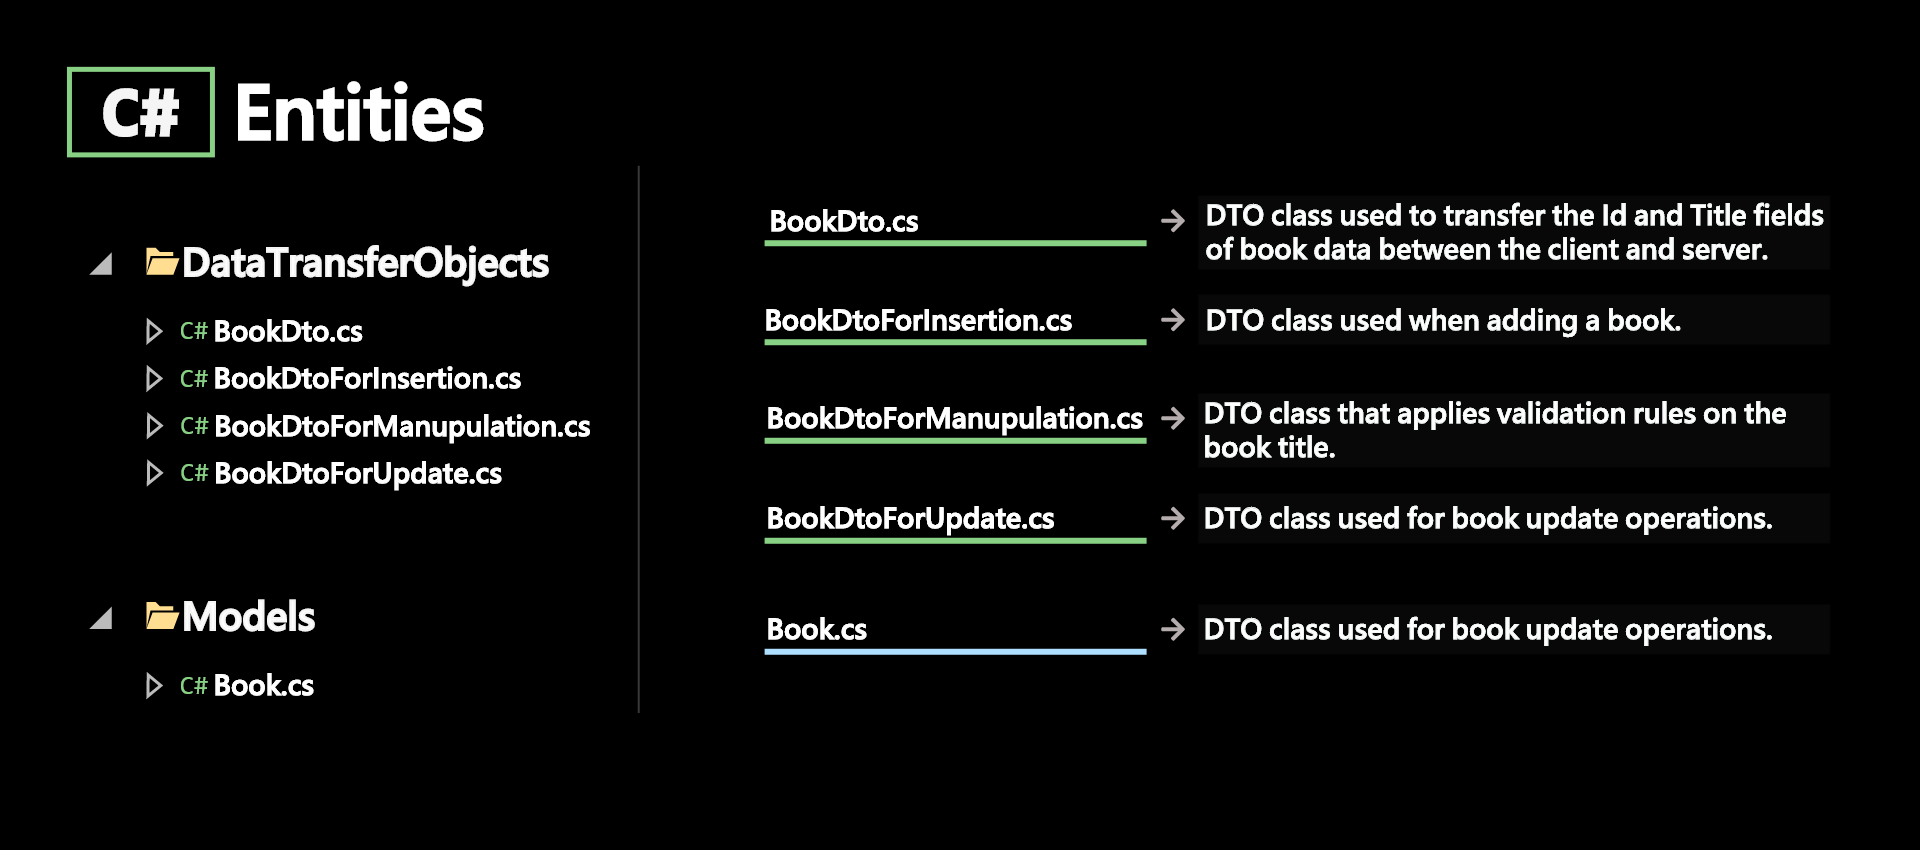 C# Entities
DataTransferObjects
C# BookDto.cs
C# BookDtoForInsertion.cs
C# BookDtoForManupulation.cs
C# BookDtoForUpdate.cs
Models
C# Book.cs
BookDto.cs → DTO class used to transfer the Id and Title fields
of book data between the client and server.
BookDtoForInsertion.cs → DTO class used when adding a book.
BookDtoForManupulation.cs → DTO class that applies validation rules on the
book title.
BookDtoForUpdate.cs → DTO class used for book update operations.
Book.cs → DTO class used for book update operations.